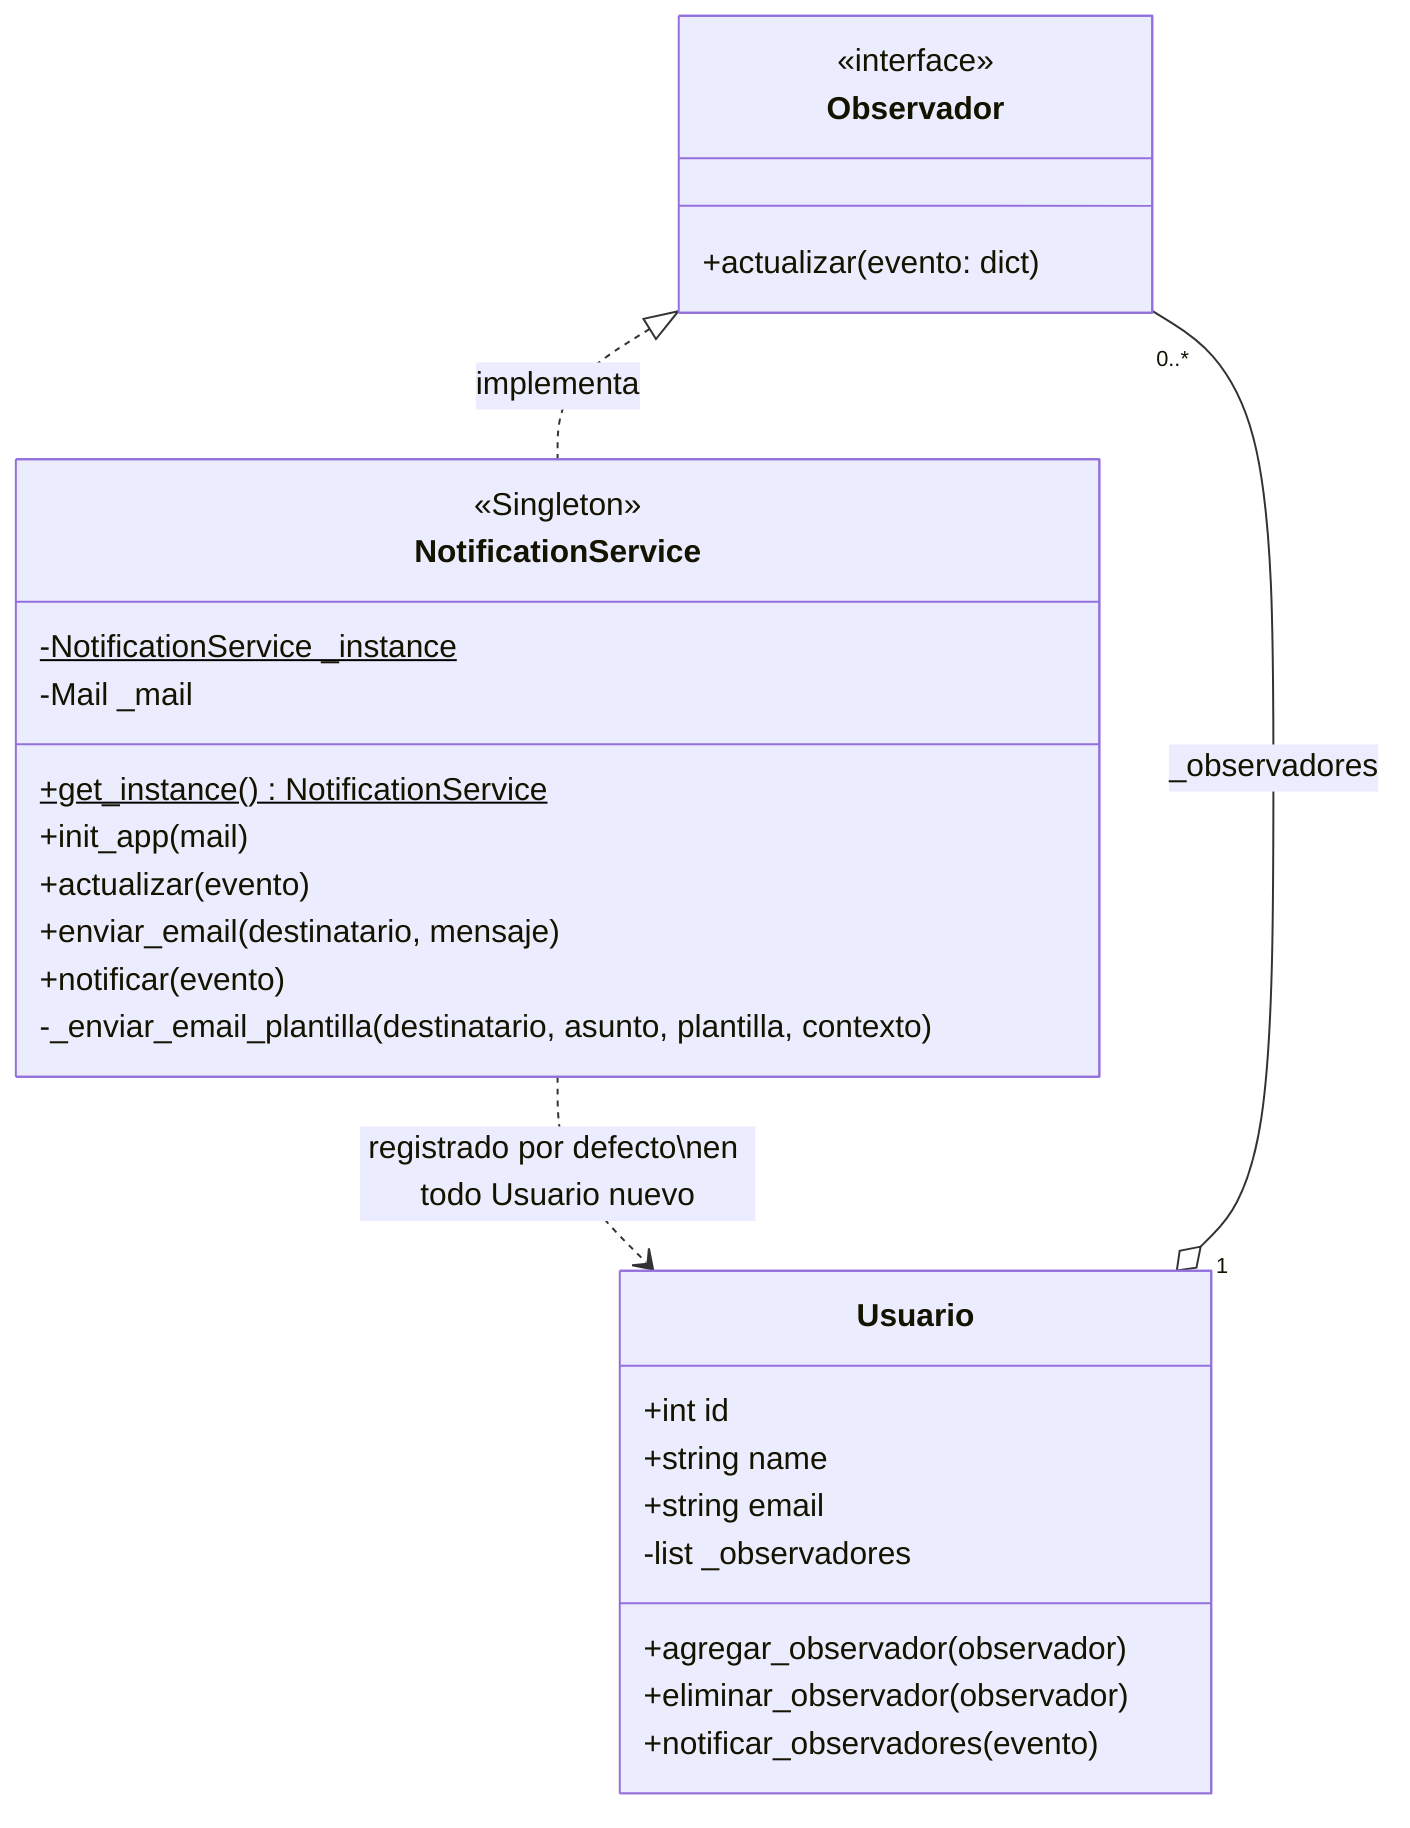 «interface»
Observador
+actualizar(evento: dict)
0..*
implementa
«Singleton»
NotificationService
-NotificationService _instance
-Mail _mail
+get_instance() : NotificationService
+init_app(mail)
+actualizar(evento)
+enviar_email(destinatario, mensaje)
+notificar(evento)
-_enviar_email_plantilla(destinatario, asunto, plantilla, contexto)
_observadores
registrado por defecto\nen
todo Usuario nuevo
1
Usuario
+int id
+string name
+string email
-list _observadores
+agregar_observador(observador)
+eliminar_observador(observador)
+notificar_observadores(evento)